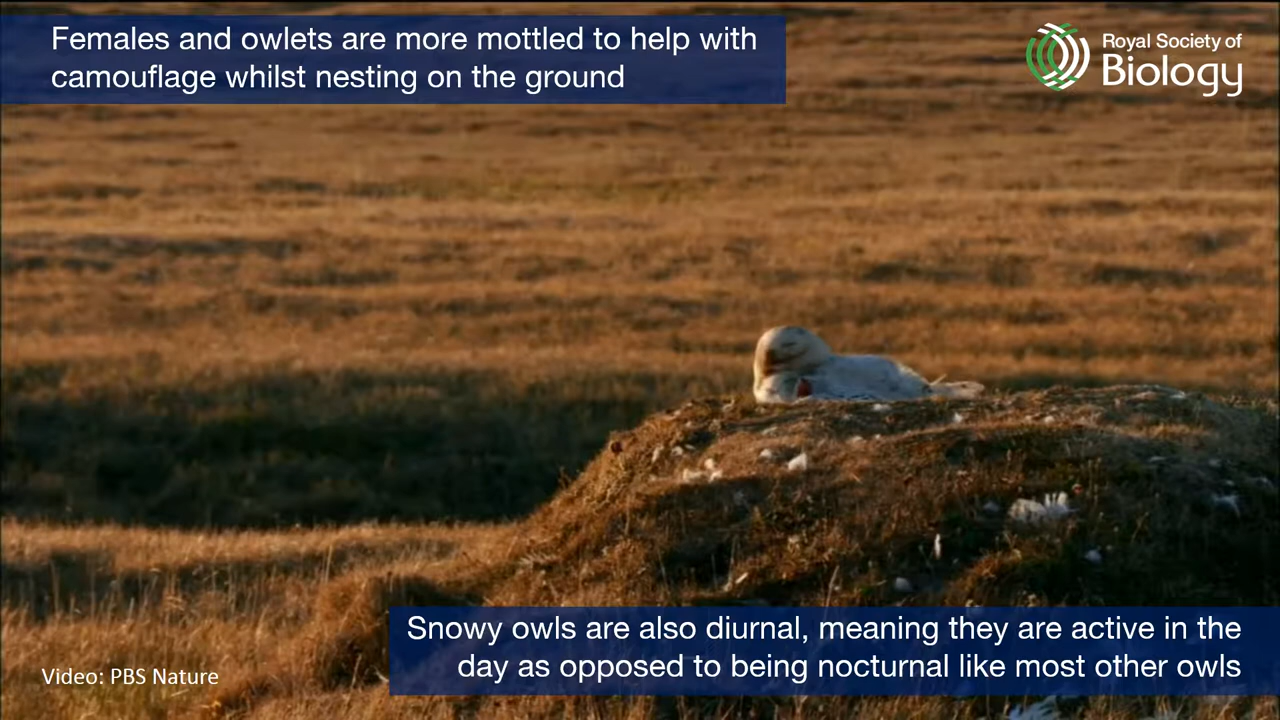 Females and owlets are more mottled to help with
camouflage whilst nesting on the ground
Royal Society of
Biology
Snowy owls are also diurnal, meaning they are active in the
day as opposed to being nocturnal like most other owls
Video: PBS Nature